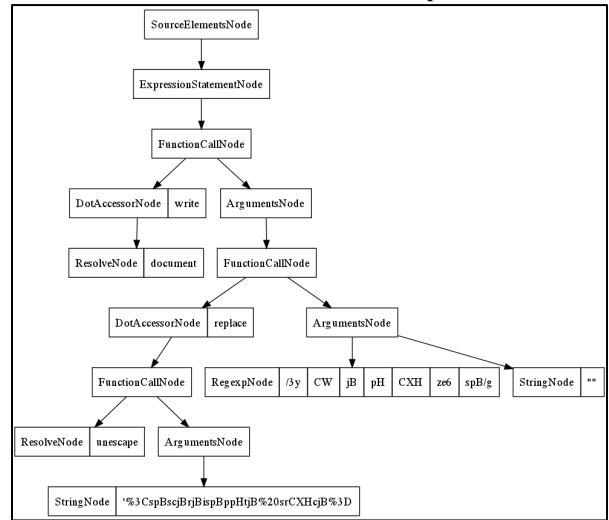 SourceElementsNode
ExpressionStatementNode
FunctionCallNode
DotAccessorNode write ArgumentsNode
ResolveNode document FunctionCallNode
DotAccessorNode replace ArgumentsNode
FunctionCallNode RegexpNode /3y CW jB pH CXH ze6 spB/g StringNode ""
ResolveNode unescape ArgumentsNode
StringNode '%3CspBscjBrjBispBppHtjB%20srCXHcjB%3D